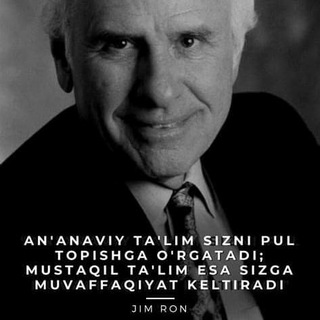 AN'ANAVIY TA'LIM SIZNI PUL
TOPISHGA O'RGATADI;
MUSTAQIL TA'LIM ESA SIZGA
MUVAFFAQIYAT KELTIRADI
JIM RON